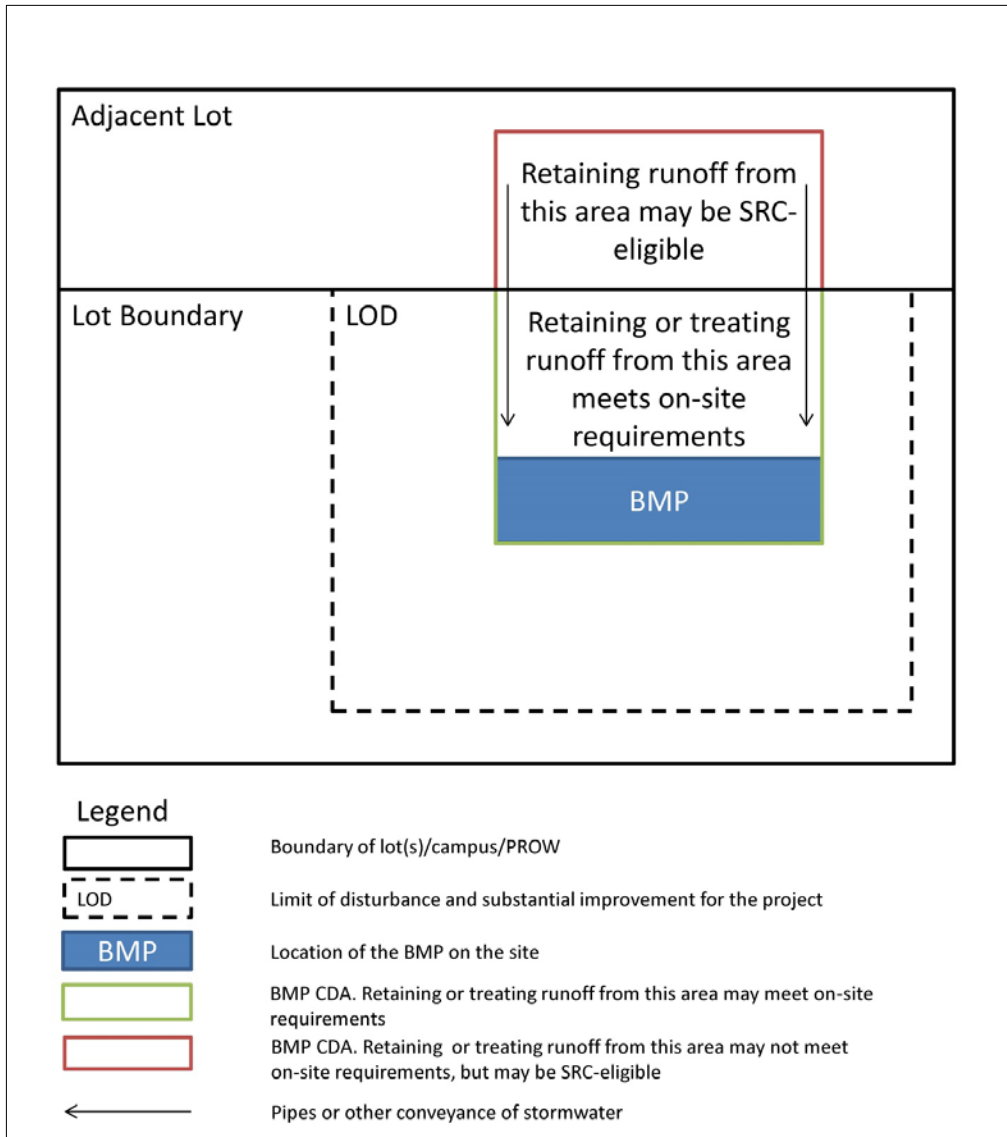 Adjacent Lot
Retaining runoff from
this area may be SRC-
eligible
Lot Boundary
LOD
Retaining or treating
runoff from this area
meets on-site
requirements
BMP
Legend
Boundary of lot(s)/campus/PROW
LOD
Limit of disturbance and substantial improvement for the project
BMP
Location of the BMP on the site
BMP CDA. Retaining or treating runoff from this area may meet on-site
requirements
BMP CDA. Retaining or treating runoff from this area may not meet
on-site requirements, but may be SRC-eligible
Pipes or other conveyance of stormwater